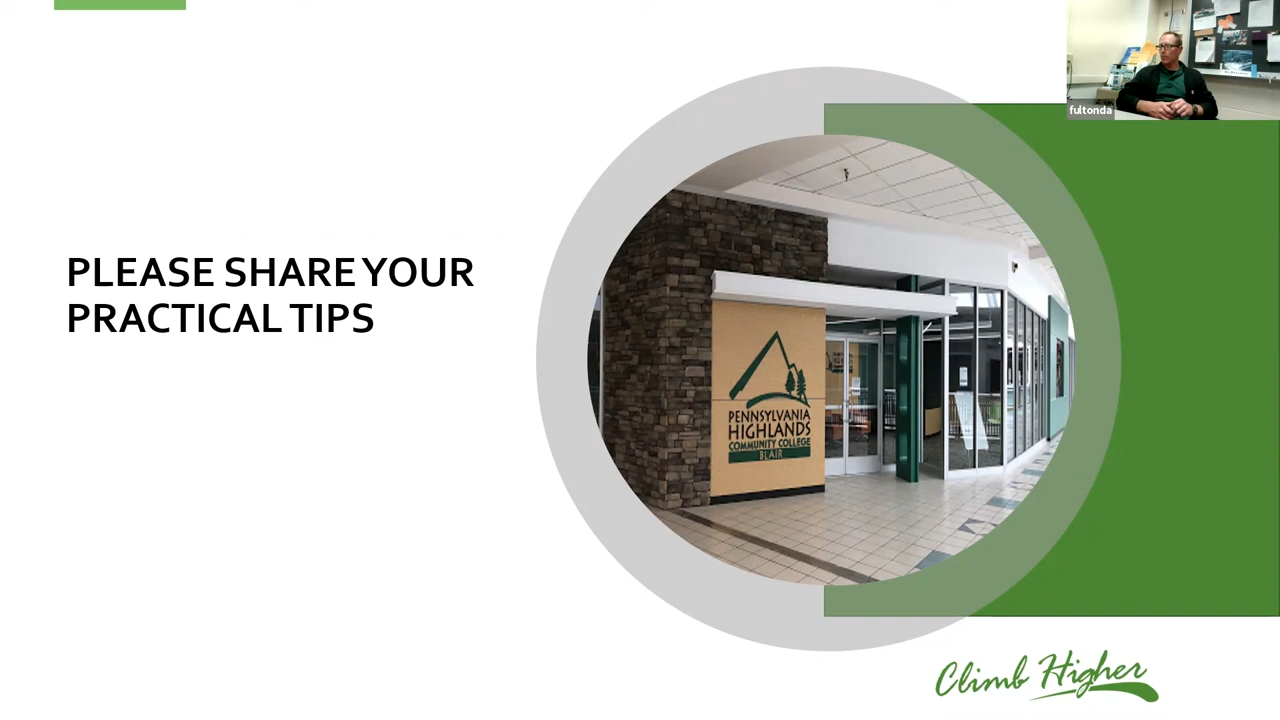 fultonda
PLEASE SHARE YOUR
PRACTICAL TIPS
PENNSYLVANIA
HIGHLANDS
COMMUNITY COLLEGE
BLAIR
Climb Higher